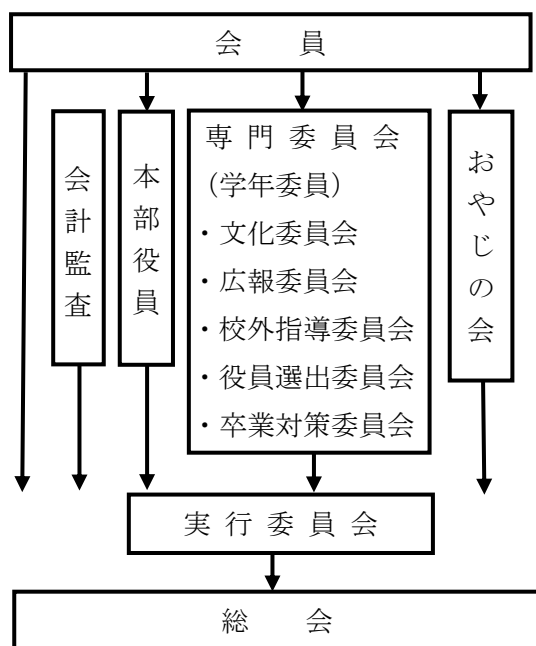 会 員
会計監査
本部役員
専 門 委 員 会
(学年委員)
・文化委員会
・広報委員会
・校外指導委員会
・役員選出委員会
・卒業対策委員会
おやじの会
実 行 委 員 会
総 会